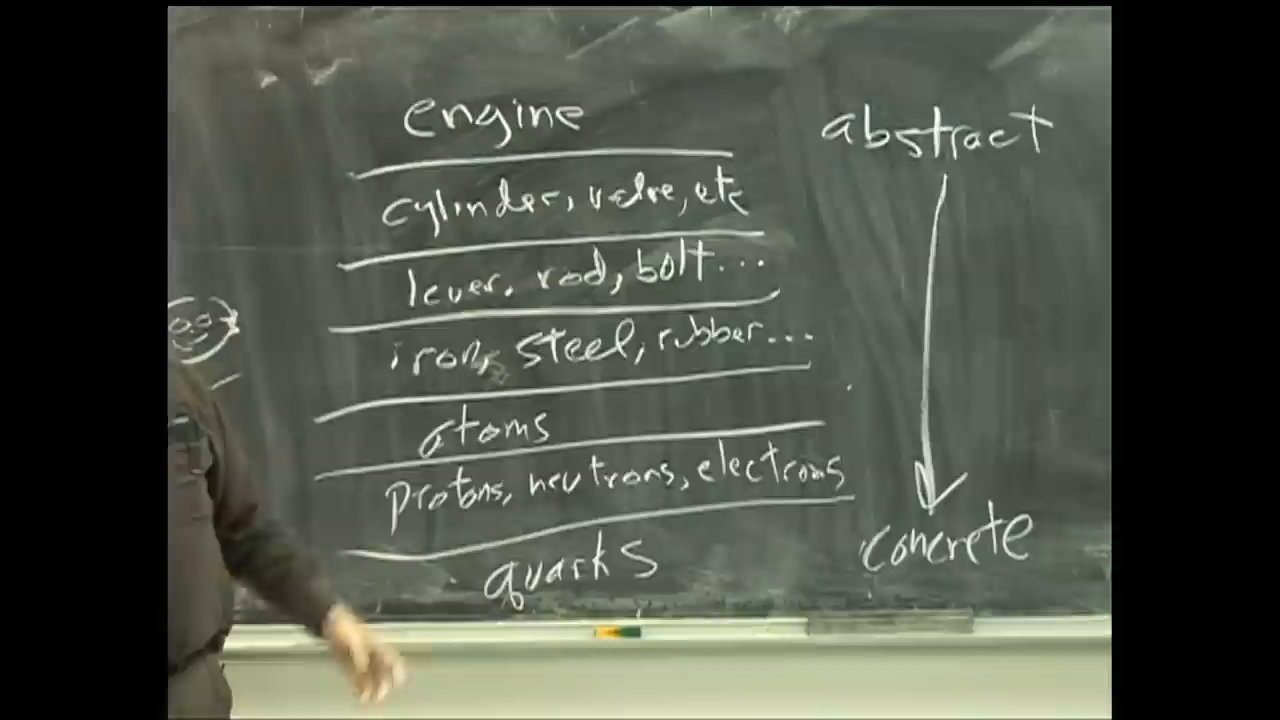 engine
cylinder, valve, etc
lever, rod, bolt...
iron, steel, rubber...
atoms
protons, neutrons, electrons
quarks
abstract
concrete